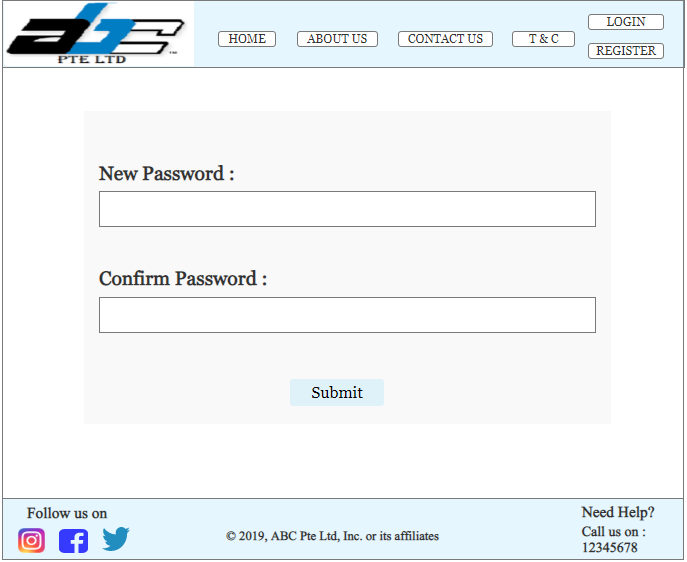 abc
PTE LTD
HOME
ABOUT US
CONTACT US
T & C
LOGIN
REGISTER
New Password :
Confirm Password :
Submit
Follow us on
© 2019, ABC Pte Ltd, Inc. or its affiliates
Need Help?
Call us on :
12345678